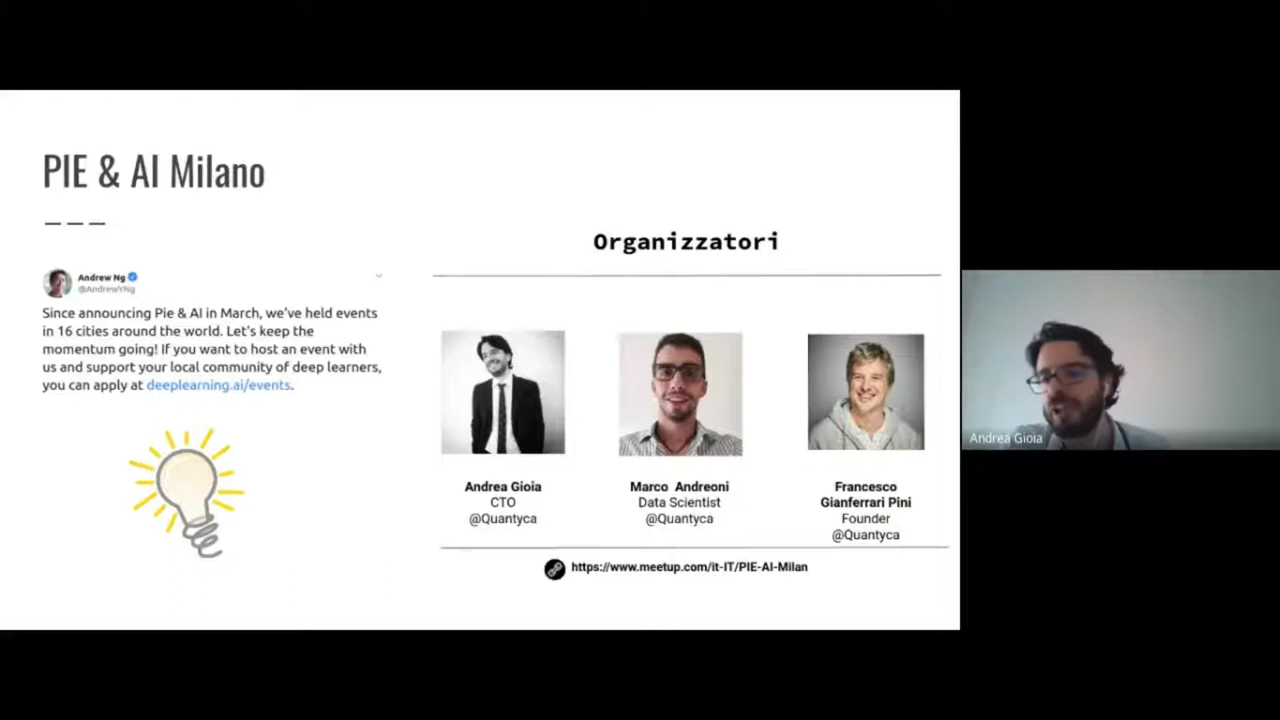 PIE & AI Milano
Organizzatori
Andrew Ng
@AndrewYNg
Since announcing Pie & AI in March, we've held events
in 16 cities around the world. Let's keep the
momentum going! If you want to host an event with
us and support your local community of deep learners,
you can apply at deeplearning.ai/events.
Andrea Gioia
CTO
@Quantyca
Marco Andreoni
Data Scientist
@Quantyca
Francesco
Gianferrari Pini
Founder
@Quantyca
https://www.meetup.com/it-IT/PIE-AI-Milan
Andrea Gioia